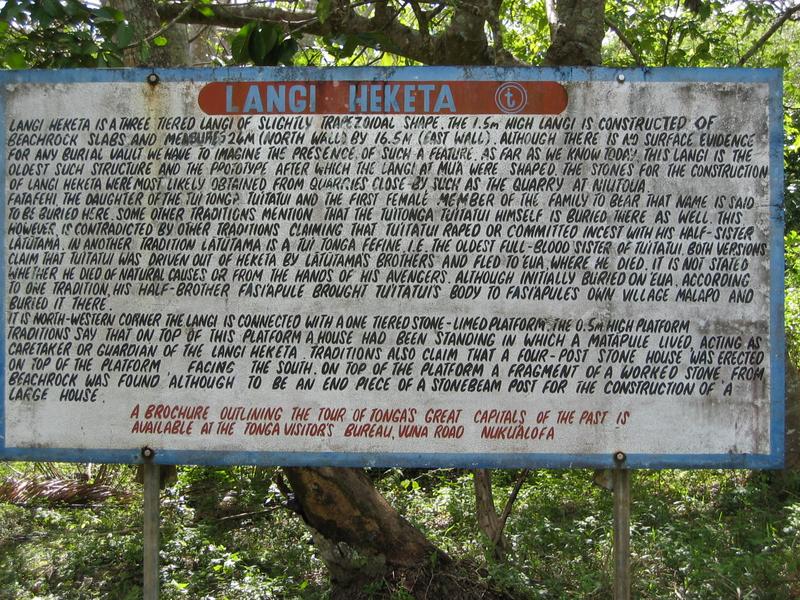 LANGI HEKETA t
LANGI HEKETA IS A THREE TIERED LANGI OF SLIGHTLY TRAPEZOIDAL SHAPE. THE 1.5m HIGH LANGI IS CONSTRUCTED OF
BEACHROCK SLABS AND MEASURES 26M (NORTH WALL) BY 16.5M (EAST WALL). ALTHOUGH THERE IS NO SURFACE EVIDENCE
FOR ANY BURIAL VAULT WE HAVE TO IMAGINE THE PRESENCE OF SUCH A FEATURE. AS FAR AS WE KNOW TODAY, THIS LANGI IS THE
OLDEST SUCH STRUCTURE AND THE PROTOTYPE AFTER WHICH THE LANGI AT MU'A WERE SHAPED. THE STONES FOR THE CONSTRUCTION
OF LANGI HEKETA WERE MOST LIKELY OBTAINED FROM QUARRIES CLOSE-BY SUCH AS THE QUARRY AT NIUTOUA.
FATAFEHI, THE DAUGHTER OF THE TUI TONGA TUITATUI AND THE FIRST FEMALE MEMBER OF THE FAMILY TO BEAR THAT NAME IS SAID
TO BE BURIED HERE. SOME OTHER TRADITIONS MENTION THAT THE TUITONGA TUITATUI HIMSELF IS BURIED THERE AS WELL. THIS
HOWEVER, IS CONTRADICTED BY OTHER TRADITIONS CLAIMING THAT TUITATUI RAPED OR COMMITTED INCEST WITH HIS HALF-SISTER
LATUTAMA. IN ANOTHER TRADITION LATUTAMA IS A TUI TONGA FEFINE, I.E. THE OLDEST FULL-BLOOD SISTER OF TUI'TATUI. BOTH VERSIONS
CLAIM THAT TUITATUI WAS DRIVEN OUT OF HEKETA BY LATUTAMA'S BROTHERS AND FLED TO EUA, WHERE HE DIED. IT IS NOT STATED
WHETHER HE DIED OF NATURAL CAUSES OR FROM THE HANDS OF HIS AVENGERS. ALTHOUGH INITIALLY BURIED ON 'EUA, ACCORDING
TO ONE TRADITION, HIS HALF-BROTHER FASI'APULE BROUGHT TUI'TATUI'S BODY TO FASI'APULES OWN VILLAGE MALAPO AND
BURIED IT THERE.
IT IS NORTH-WESTERN CORNER THE LANGI IS CONNECTED WITH A ONE TIERED STONE-LIMED PLATFORM. THE 0.5m HIGH PLATFORM
TRADITIONS SAY THAT ON TOP OF THIS PLATFORM A HOUSE HAD BEEN STANDING IN WHICH A MATAPULE LIVED, ACTING AS
CARETAKER OR GUARDIAN OF THE LANGI HEKETA. TRADITIONS ALSO CLAIM THAT A FOUR-POST STONE HOUSE WAS ERECTED
ON TOP OF THE PLATFORM FACING THE SOUTH. ON TOP OF THE PLATFORM A FRAGMENT OF A WORKED STONE FROM
BEACHROCK WAS FOUND ALTHOUGH TO BE AN END PIECE OF A STONEBEAM POST FOR THE CONSTRUCTION OF A
LARGE HOUSE.
A BROCHURE OUTLINING THE TOUR OF TONGA'S GREAT CAPITALS OF THE PAST IS
AVAILABLE AT THE TONGA VISITOR'S BUREAU, VUNA ROAD NUKU'ALOFA